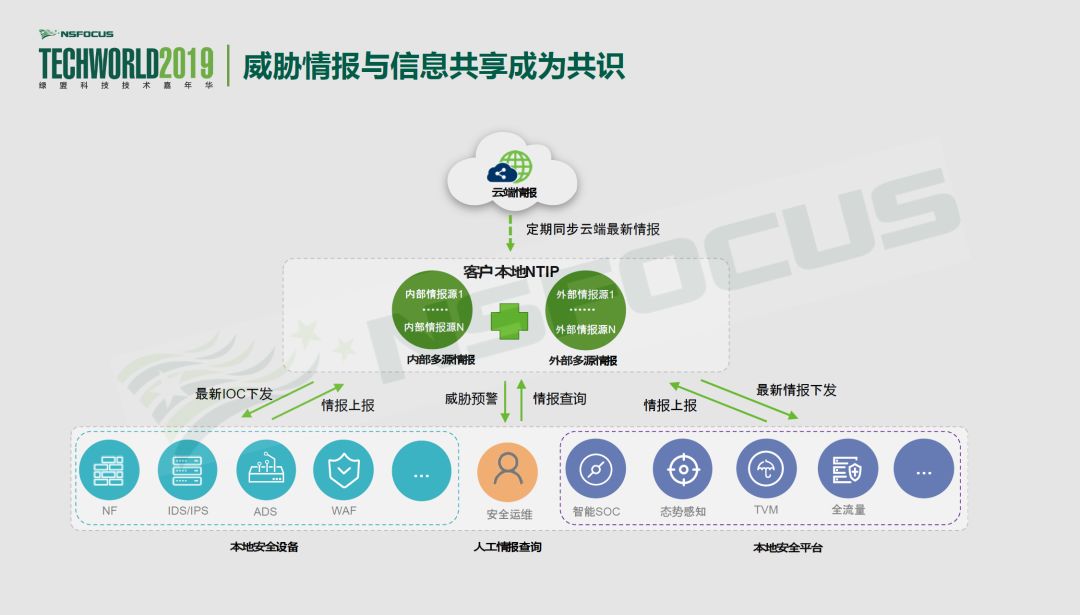 NSFOCUS
TECHWORLD2019
绿盟科技技术嘉年华
威胁情报与信息共享成为共识
云端情报
定期同步云端最新情报
客户本地NTIP
内部情报源1
......
内部情报源N
外部情报源1
......
外部情报源N
内部多源情报
外部多源情报
NSFOCUS
最新IOC下发
情报上报
威胁预警
情报查询
情报上报
最新情报下发
...
...
NF
IDS/IPS
ADS
WAF
安全运维
智能SOC
态势感知
TVM
全流量
本地安全设备
人工情报查询
本地安全平台